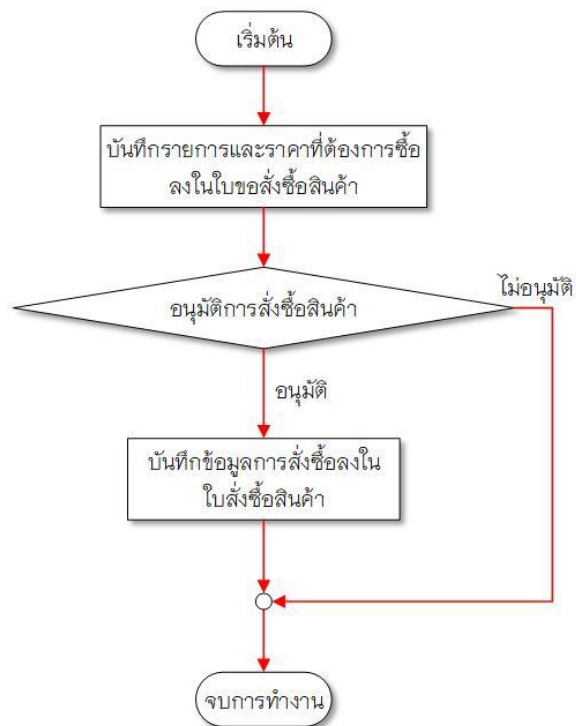 เริ่มต้น
บันทึกรายการและราคาที่ต้องการซื้อ
ลงในใบขอสั่งซื้อสินค้า
ไม่อนุมัติ
อนุมัติการสั่งซื้อสินค้า
อนุมัติ
บันทึกข้อมูลการสั่งซื้อลงใน
ใบสั่งซื้อสินค้า
จบการทำงาน